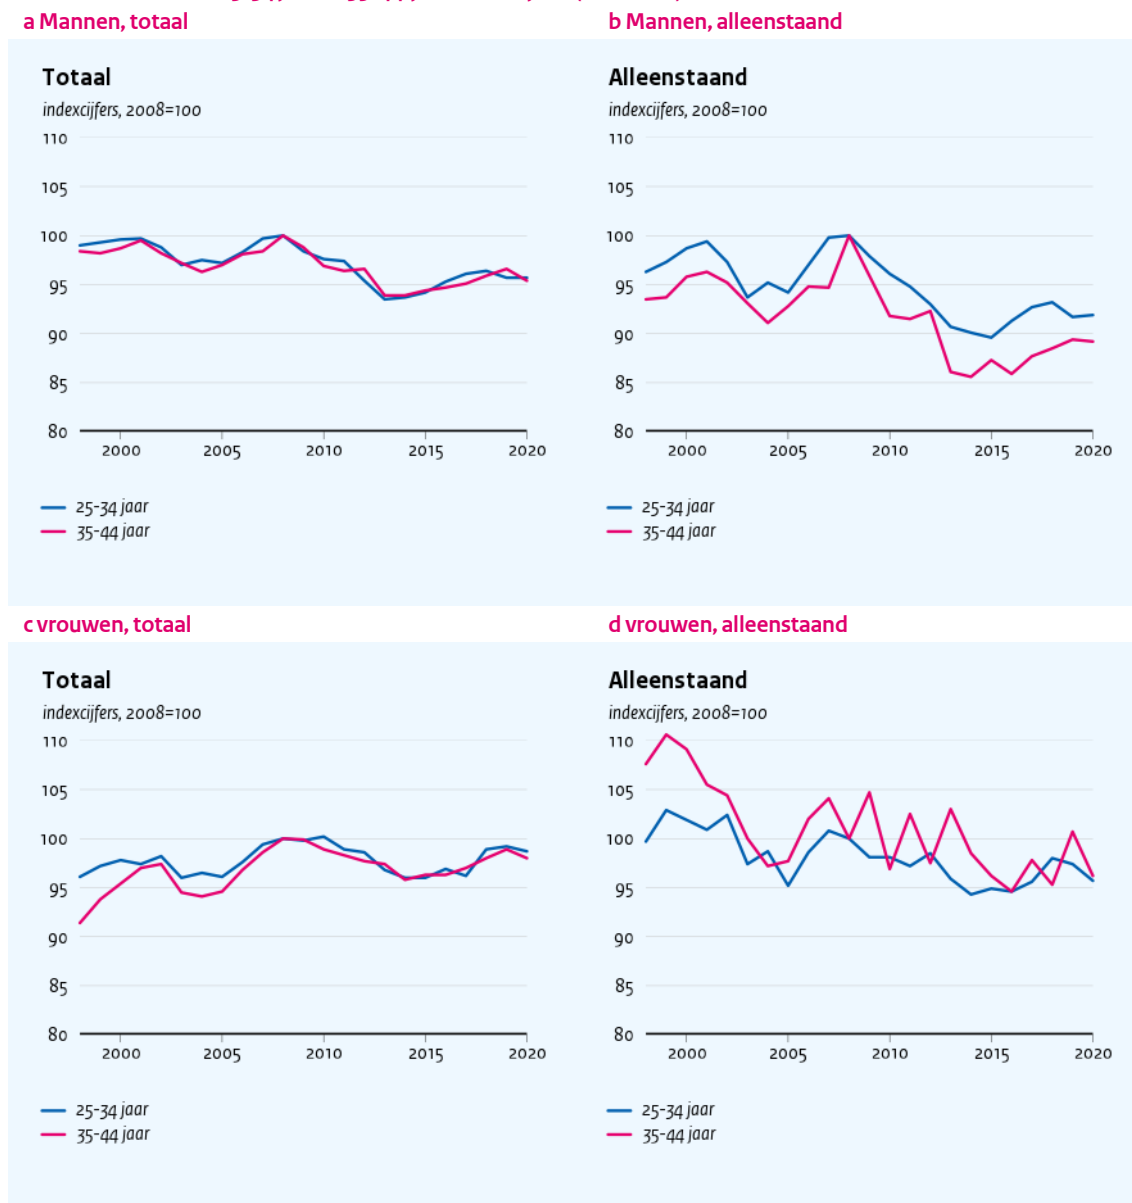 a Mannen, totaal
b Mannen, alleenstaand
Totaal
indexcijfers, 2008=100
110
105
100
95
90
85
80
2000 2005 2010 2015 2020
25-34 jaar
35-44 jaar
Alleenstaand
indexcijfers, 2008=100
110
105
100
95
90
85
80
2000 2005 2010 2015 2020
25-34 jaar
35-44 jaar
c vrouwen, totaal
d vrouwen, alleenstaand
Totaal
indexcijfers, 2008=100
110
105
100
95
90
85
80
2000 2005 2010 2015 2020
25-34 jaar
35-44 jaar
Alleenstaand
indexcijfers, 2008=100
110
105
100
95
90
85
80
2000 2005 2010 2015 2020
25-34 jaar
35-44 jaar